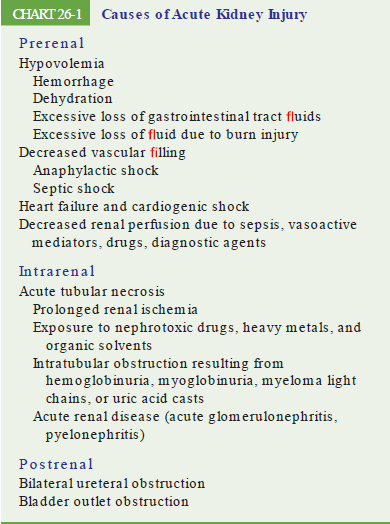 CHART 26-1 Causes of Acute Kidney Injury
Prerenal
Hypovolemia
Hemorrhage
Dehydration
Excessive loss of gastrointestinal tract fluids
Excessive loss of fluid due to burn injury
Decreased vascular filling
Anaphylactic shock
Septic shock
Heart failure and cardiogenic shock
Decreased renal perfusion due to sepsis, vasoactive
mediators, drugs, diagnostic agents
Intrarenal
Acute tubular necrosis
Prolonged renal ischemia
Exposure to nephrotoxic drugs, heavy metals, and
organic solvents
Intratubular obstruction resulting from
hemoglobinuria, myoglobinuria, myeloma light
chains, or uric acid casts
Acute renal disease (acute glomerulonephritis,
pyelonephritis)
Postrenal
Bilateral ureteral obstruction
Bladder outlet obstruction